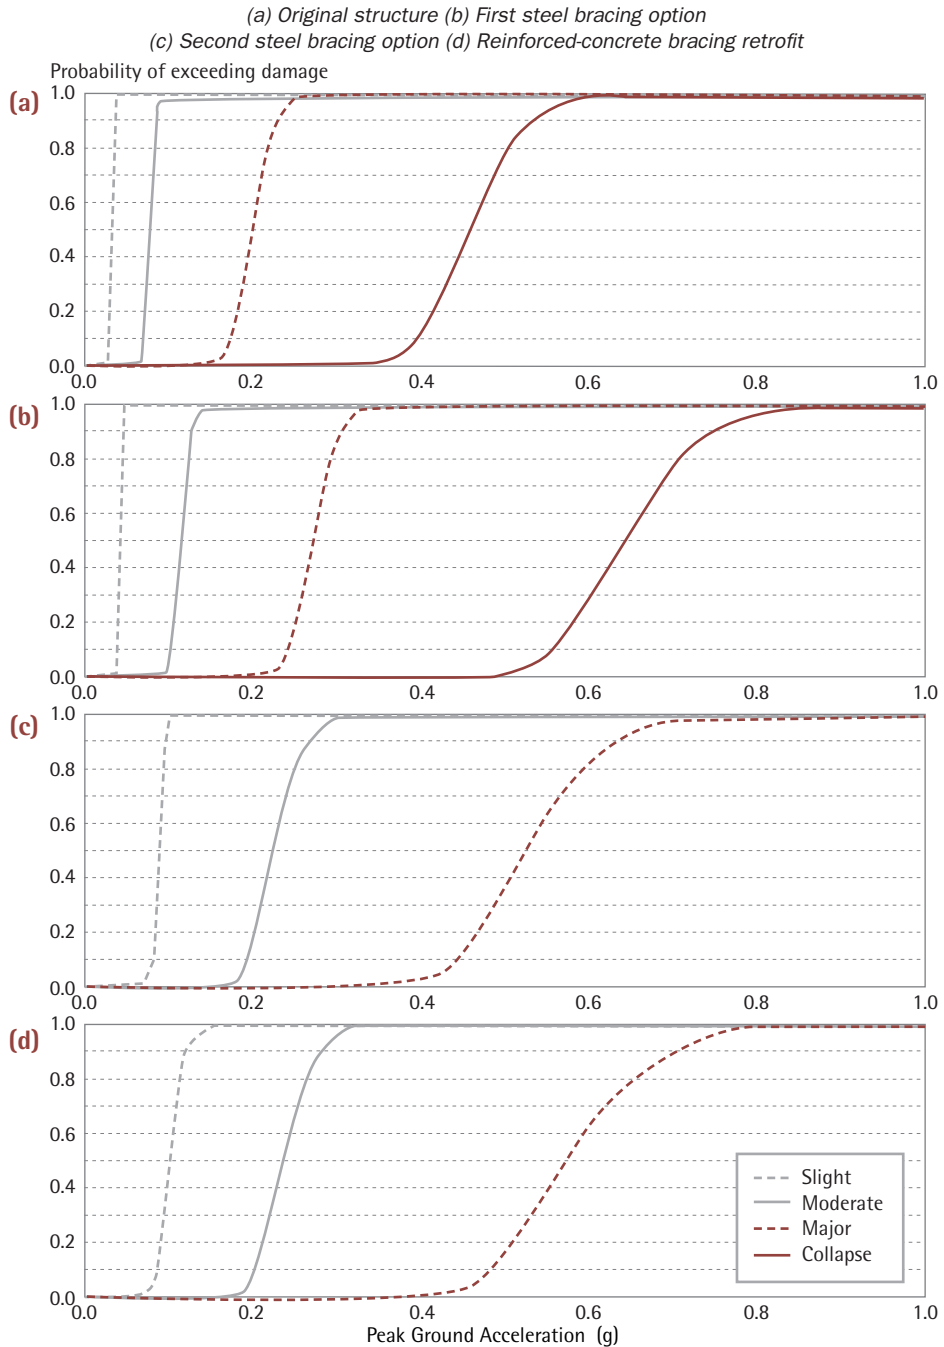 (a) Original structure (b) First steel bracing option
(c) Second steel bracing option (d) Reinforced-concrete bracing retrofit
Probability of exceeding damage
(a)
1.0
0.8
0.6
0.4
0.2
0.0
0.0 0.2 0.4 0.6 0.8 1.0
(b)
1.0
0.8
0.6
0.4
0.2
0.0
0.0 0.2 0.4 0.6 0.8 1.0
(c)
1.0
0.8
0.6
0.4
0.2
0.0
0.0 0.2 0.4 0.6 0.8 1.0
(d)
1.0
0.8
0.6
0.4
0.2
0.0
Slight
Moderate
Major
Collapse
0.0 0.2 0.4 0.6 0.8 1.0
Peak Ground Acceleration (g)